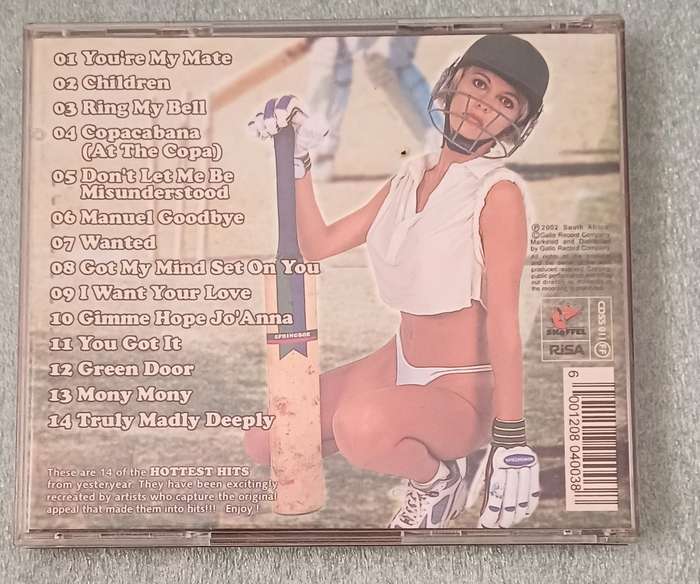 01 You're My Mate
02 Children
03 Ring My Bell
04 Copacabana
(At The Copa)
05 Don't Let Me Be
Misunderstood
06 Manuel Goodbye
07 Wanted
08 Got My Mind Set On You
09 I Want Your Love
10 Gimme Hope Jo'Anna
11 You Got It
12 Green Door
13 Mony Mony
14 Truly Madly Deeply
These are 14 of the HOTTEST HITS
from yesteryear. They have been excitingly
recreated by artists who capture the original
appeal that made them into hits!!! Enjoy!
SPRINGBOK
℗ 2002 South Africa
© Gallo Record Company
Marketed and Distributed
by Gallo Record Company
SKOFFEL
RISA
CDSS 011 FF
6 001208 040038